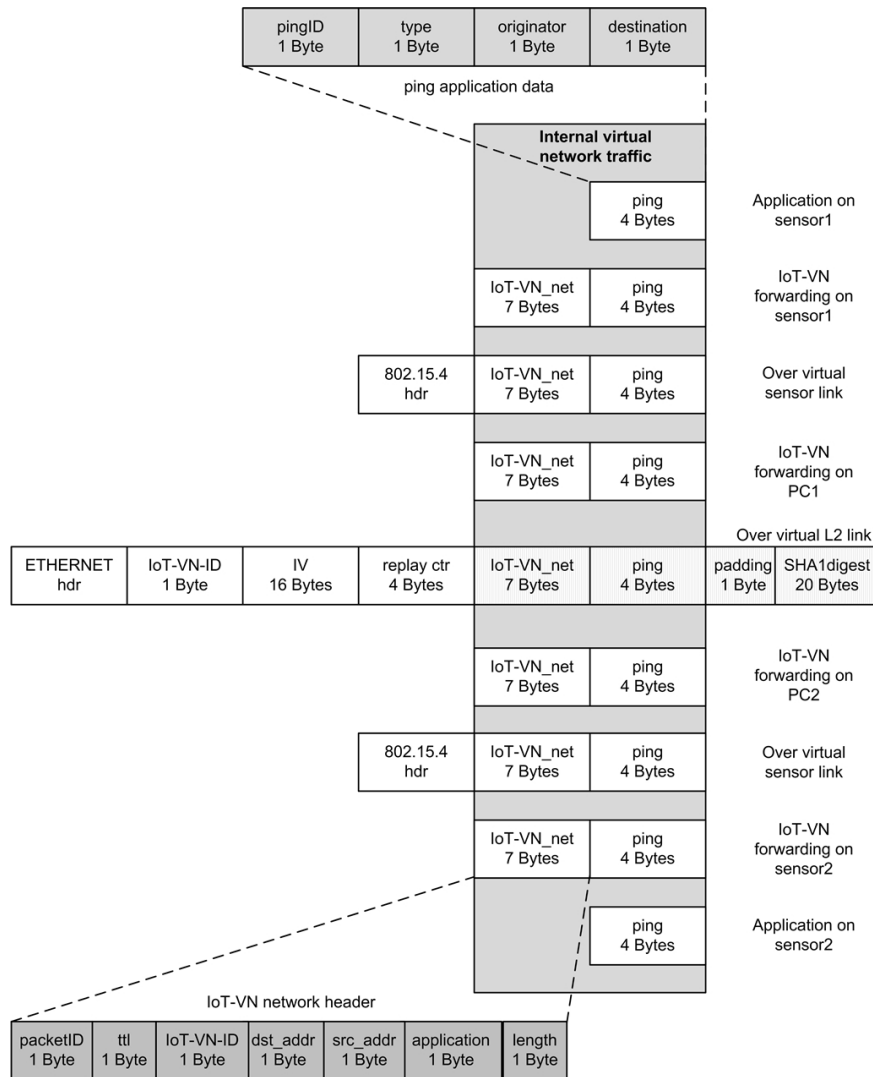 pingID type originator destination
1 Byte 1 Byte 1 Byte 1 Byte
ping application data
Internal virtual
network traffic
ping
4 Bytes
Application on
sensor1
IoT-VN_net ping
7 Bytes 4 Bytes
IoT-VN
forwarding on
sensor1
802.15.4 IoT-VN_net ping
hdr 7 Bytes 4 Bytes
Over virtual
sensor link
IoT-VN_net ping
7 Bytes 4 Bytes
IoT-VN
forwarding on
PC1
Over virtual L2 link
ETHERNET IoT-VN-ID IV replay ctr IoT-VN_net ping padding SHA1digest
hdr 1 Byte 16 Bytes 4 Bytes 7 Bytes 4 Bytes 1 Byte 20 Bytes
IoT-VN_net ping
7 Bytes 4 Bytes
IoT-VN
forwarding on
PC2
802.15.4 IoT-VN_net ping
hdr 7 Bytes 4 Bytes
Over virtual
sensor link
IoT-VN_net ping
7 Bytes 4 Bytes
IoT-VN
forwarding on
sensor2
ping
4 Bytes
Application on
sensor2
IoT-VN network header
packetID ttl IoT-VN-ID dst_addr src_addr application length
1 Byte 1 Byte 1 Byte 1 Byte 1 Byte 1 Byte 1 Byte